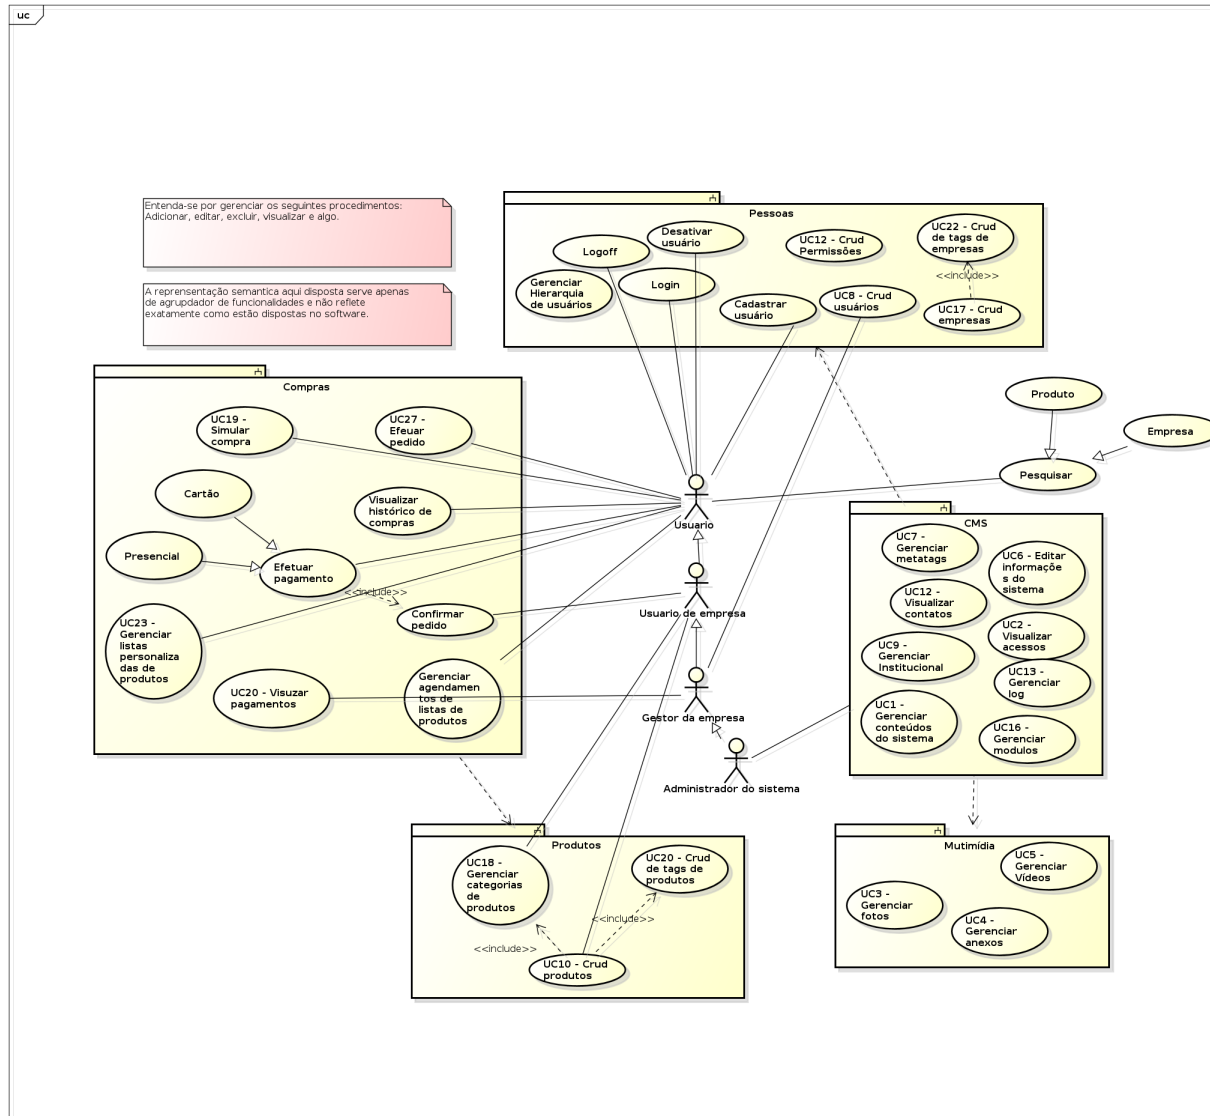 uc
Entenda-se por gerenciar os seguintes procedimentos:
Adicionar, editar, excluir, visualizar e algo.
A reprensentação semantica aqui disposta serve apenas
de agrupdador de funcionalidades e não reflete
exatamente como estão dispostas no software.
Pessoas
Logoff
Desativar
usuário
UC12 - Crud
Permissões
UC22 - Crud
de tags de
empresas
<<include>>
Gerenciar
Hierarquia
de usuários
Login
Cadastrar
usuário
UC8 - Crud
usuários
UC17 - Crud
empresas
Compras
UC19 -
Simular
compra
UC27 -
Efeuar
pedido
Cartão
Visualizar
histórico de
compras
Presencial
Efetuar
pagamento
<<include>>
Confirmar
pedido
UC23 -
Gerenciar
listas
personaliza
das de
produtos
UC20 - Visuzar
pagamentos
Gerenciar
agendamen
tos de
listas de
produtos
Usuario
Usuario de empresa
Gestor da empresa
Administrador do sistema
Produto
Empresa
Pesquisar
CMS
UC7 -
Gerenciar
metatags
UC6 - Editar
informaçõe
s do
sistema
UC12 -
Visualizar
contatos
UC2 -
Visualizar
acessos
UC9 -
Gerenciar
Institucional
UC13 -
Gerenciar
log
UC1 -
Gerenciar
conteúdos
do sistema
UC16 -
Gerenciar
modulos
Produtos
UC18 -
Gerenciar
categorias
de
produtos
UC20 - Crud
de tags de
produtos
<<include>>
<<include>>
UC10 - Crud
produtos
Mutimídia
UC5 -
Gerenciar
Vídeos
UC3 -
Gerenciar
fotos
UC4 -
Gerenciar
anexos